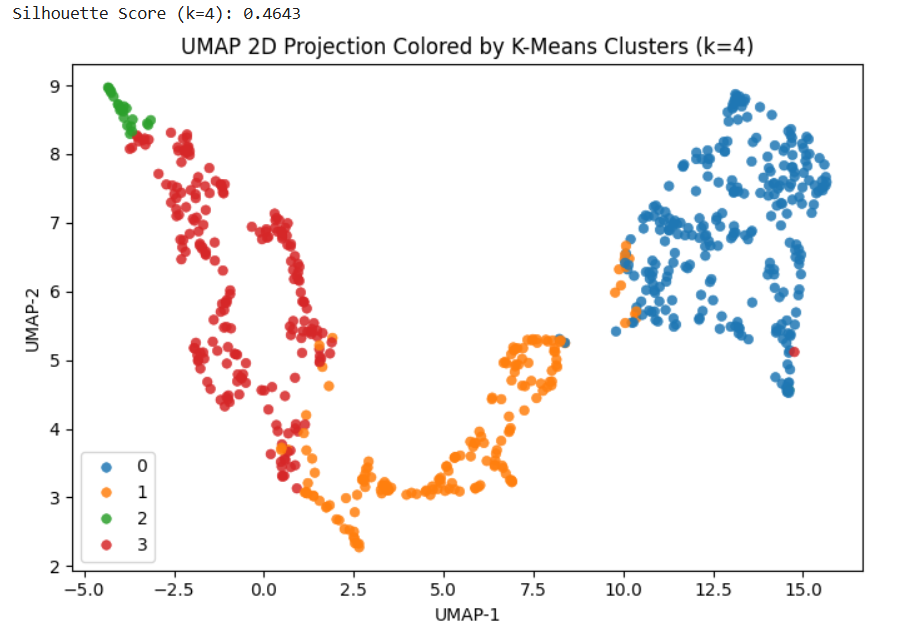 Silhouette Score (k=4): 0.4643
UMAP 2D Projection Colored by K-Means Clusters (k=4)
9
8
7
6
5
4
3
2
UMAP-2
0
1
2
3
−5.0 −2.5 0.0 2.5 5.0 7.5 10.0 12.5 15.0
UMAP-1